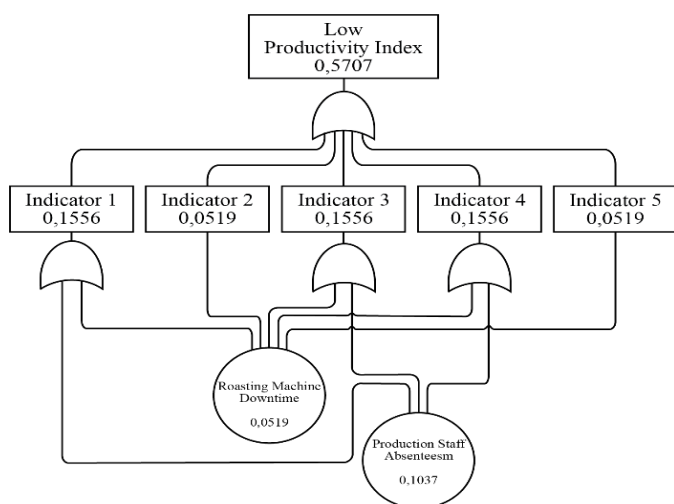 Low
Productivity Index
0,5707
Indicator 1
0,1556
Indicator 2
0,0519
Indicator 3
0,1556
Indicator 4
0,1556
Indicator 5
0,0519
Roasting Machine
Downtime
0,0519
Production Staff
Absenteesm
0,1037